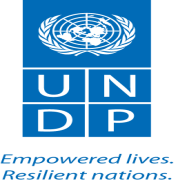 U N
D P
Empowered lives.
Resilient nations.